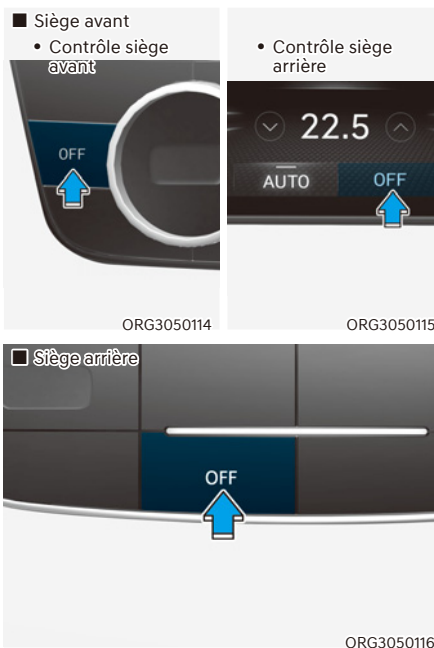 ■ Siège avant
• Contrôle siège
avant
OFF
ORG3050114
• Contrôle siège
arrière
22.5
AUTO
OFF
ORG3050115
■ Siège arrière
OFF
ORG3050116